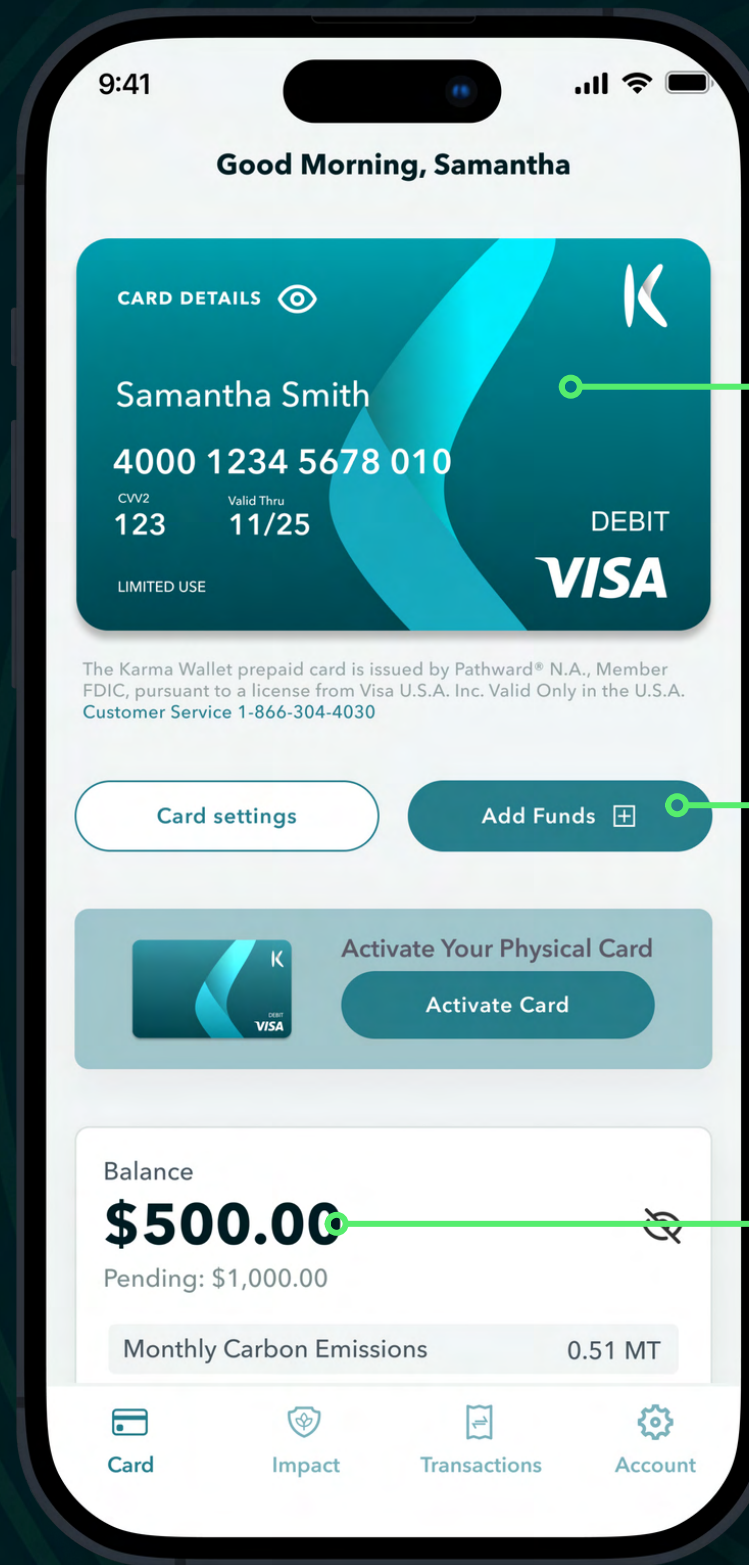 9:41
Good Morning, Samantha
CARD DETAILS
K
Samantha Smith
4000 1234 5678 010
CVV2 Valid Thru
123 11/25
DEBIT
LIMITED USE
VISA
The Karma Wallet prepaid card is issued by Pathward® N.A., Member
FDIC, pursuant to a license from Visa U.S.A. Inc. Valid Only in the U.S.A.
Customer Service 1-866-304-4030
Card settings
Add Funds
Activate Your Physical Card
K
DEBIT
VISA
Activate Card
Balance
$500.00
Pending: $1,000.00
Monthly Carbon Emissions 0.51 MT
Card Impact Transactions Account